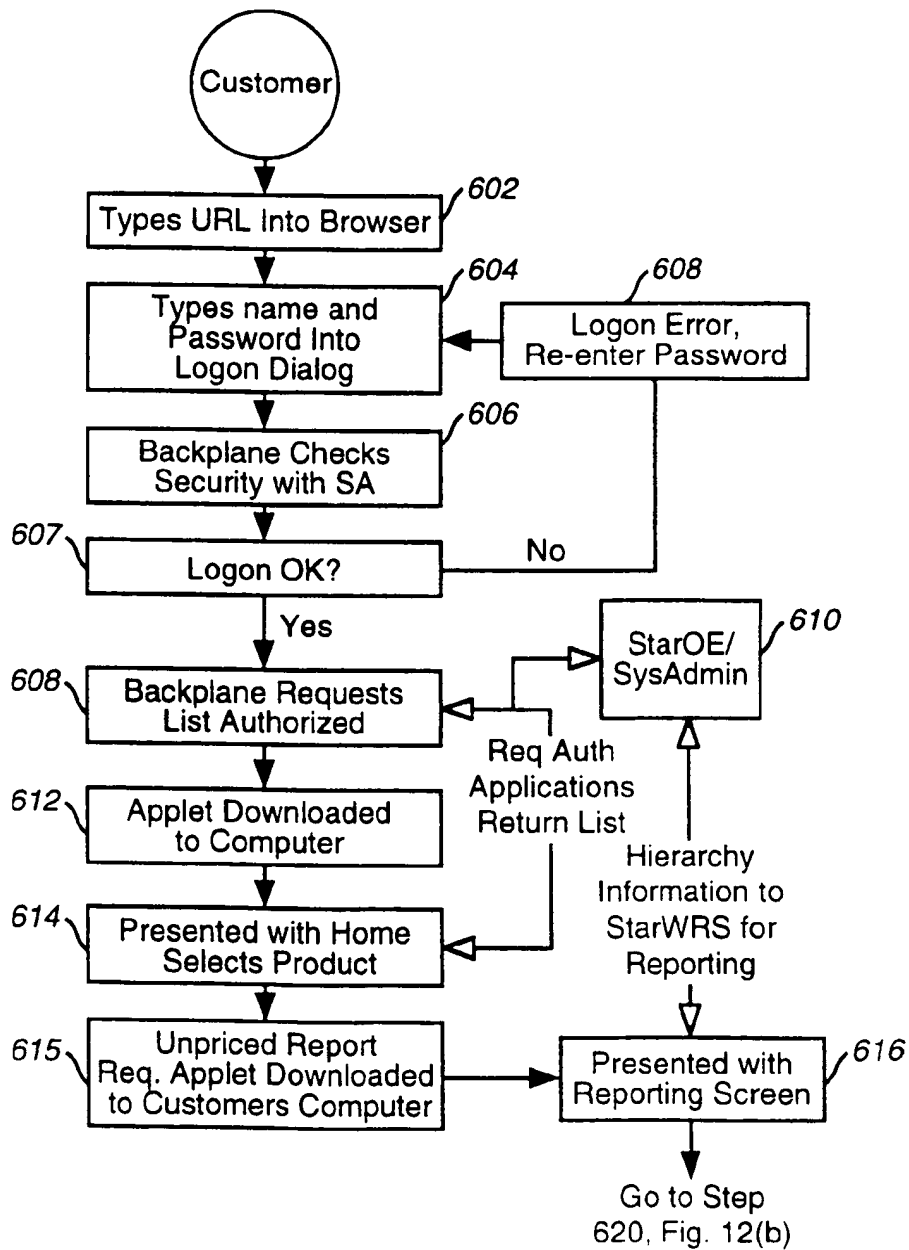 Customer
602
Types URL Into Browser
604
Types name and
Password Into
Logon Dialog
608
Logon Error,
Re-enter Password
606
Backplane Checks
Security with SA
607
Logon OK?
No
Yes
610
StarOE/
SysAdmin
608
Backplane Requests
List Authorized
Req Auth
Applications
Return List
612
Applet Downloaded
to Computer
Hierarchy
Information to
StarWRS for
Reporting
614
Presented with Home
Selects Product
615
Unpriced Report
Req. Applet Downloaded
to Customers Computer
616
Presented with
Reporting Screen
Go to Step
620, Fig. 12(b)